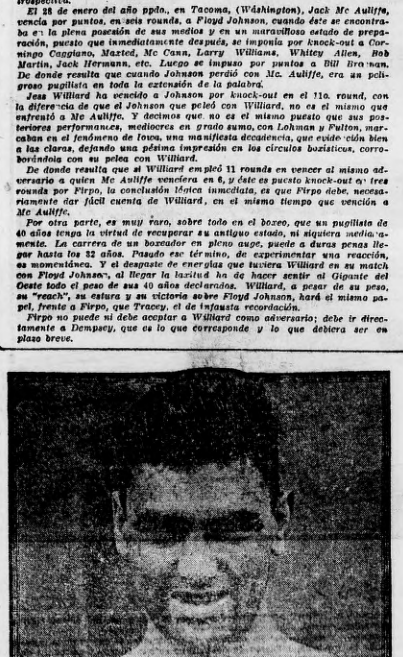 trospectiva.
El 26 de enero del año ppdo., en Tacoma, (Wáshington), Jack Mc Auliffe,
vencía por puntos, en seis rounds, a Floyd Johnson, cuando éste se encontra-
ba en la plena posesión de sus medios y en un maravilloso estado de prepa-
ración, puesto que inmediatamente después, se imponía por knock-out a Cor-
mingo Caggiano, Maxted, Mc Cann, Larry Williams, Whitey Allen, Bob
Martin, Jack Hermann, etc. Luego se impuso por puntos a Bill Brennan.
De donde resulta que cuando Johnson perdió con Mc. Auliffe, era un peli-
groso pugilista en toda la extensión de la palabra.
Jess Williard ha vencido a Johnson por knock-out en el 11o. round, con
la diferencia de que el Johnson que peleó con Williard, no es el mismo que
enfrentó a Mc Auliffe. Y decimos que no es el mismo puesto que sus pos-
teriores performances, mediocres en grado sumo, con Lohman y Fulton, mar-
caban en el fenómeno de Iowa, una manifiesta decadencia, que evidención bien
a las claras, dejando una pésima impresión en los círculos boxísticos, corro-
borándola con su pelea con Williard.
De donde resulta que si Williard empleó 11 rounds en vencer al mismo ad-
versario a quien Mc Auliffe venciera en 6, y éste es puesto knock-out en tres
rounds por Firpo, la conclusión lógica inmediata, es que Firpo debe, necesa-
riamente dar fácil cuenta de Williard, en el mismo tiempo que venció a
Mc Auliffe.
Por otra parte, es muy raro, sobre todo en el boxeo, que un pugilista de
40 años tenga la virtud de recuperar su antiguo estado, ni siquiera mediana-
mente. La carrera de un boxeador en pleno auge, puede a duras penas lle-
gar hasta los 32 años. Pasado ese término, de experimentar una reacción,
es momentánea. Y el desgaste de energías que tuviera Williard en su match
con Floyd Johnson, al llegar la laxitud ha de hacer sentir al Gigante del
Oeste todo el peso de sus 40 años declarados. Williard, a pesar de su peso,
su "reach", su estura y su victoria sobre Floyd Johnson, hará el mismo pa-
pel, frente a Firpo, que Tracey, el de infausta recordación.
Firpo no puede ni debe aceptar a Williard como adversario; debe ir direc-
tamente a Dempsey, que es lo que corresponde y lo que debiera ser en
plazo breve.